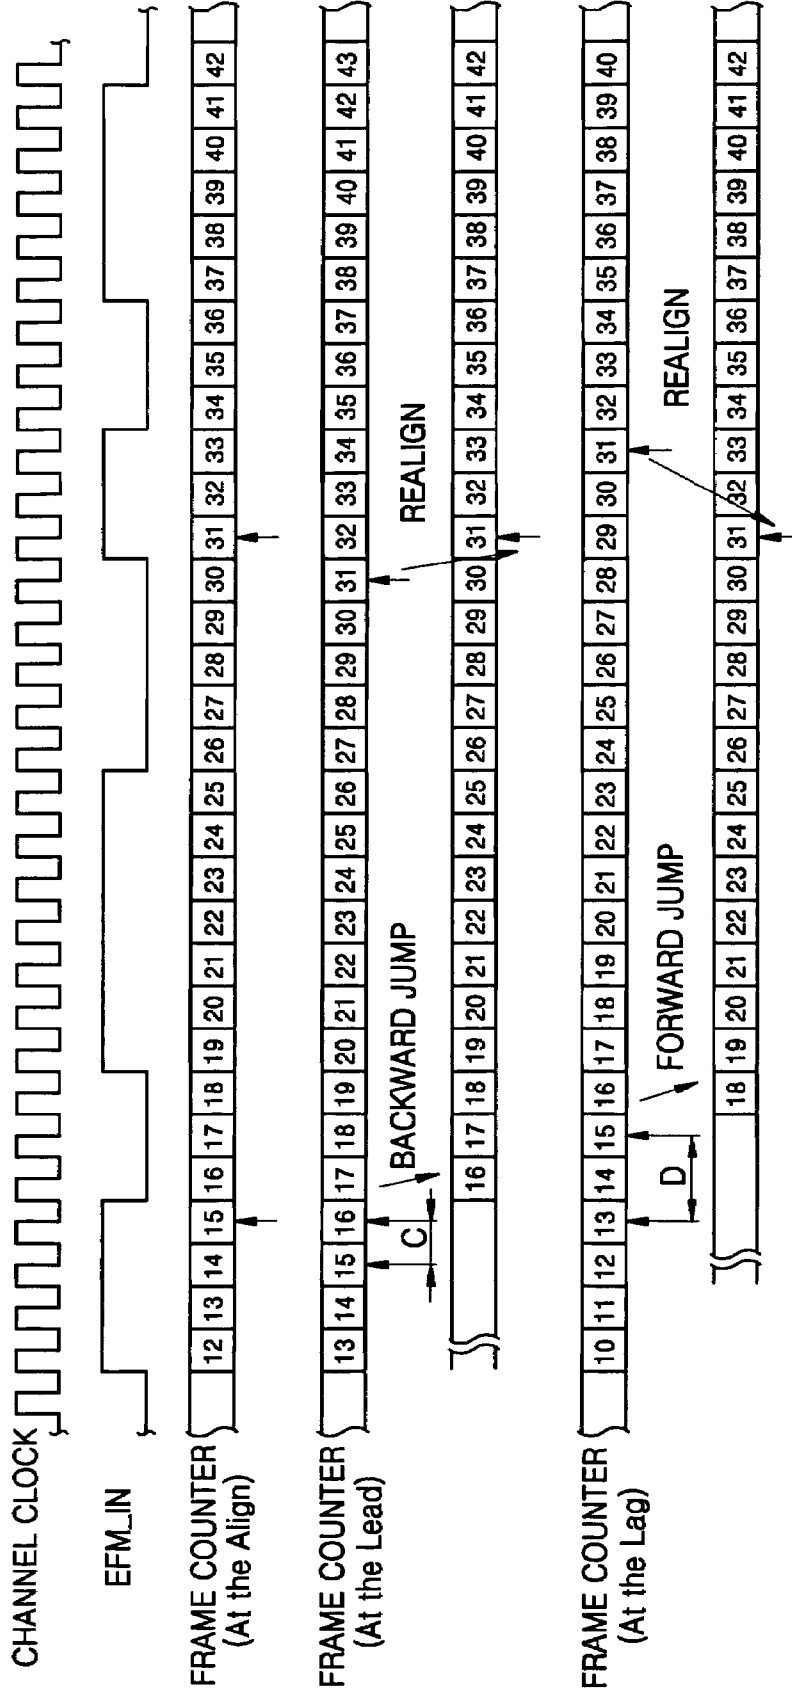 CHANNEL CLOCK
EFM_IN
FRAME COUNTER
(At the Align)
12 13 14 15 16 17 18 19 20 21 22 23 24 25 26 27 28 29 30 31 32 33 34 35 36 37 38 39 40 41 42
FRAME COUNTER
(At the Lead)
13 14 15 16 17 18 19 20 21 22 23 24 25 26 27 28 29 30 31 32 33 34 35 36 37 38 39 40 41 42 43
C
BACKWARD JUMP
REALIGN
16 17 18 19 20 21 22 23 24 25 26 27 28 29 30 31 32 33 34 35 36 37 38 39 40 41 42
FRAME COUNTER
(At the Lag)
10 11 12 13 14 15 16 17 18 19 20 21 22 23 24 25 26 27 28 29 30 31 32 33 34 35 36 37 38 39 40
D
FORWARD JUMP
REALIGN
18 19 20 21 22 23 24 25 26 27 28 29 30 31 32 33 34 35 36 37 38 39 40 41 42